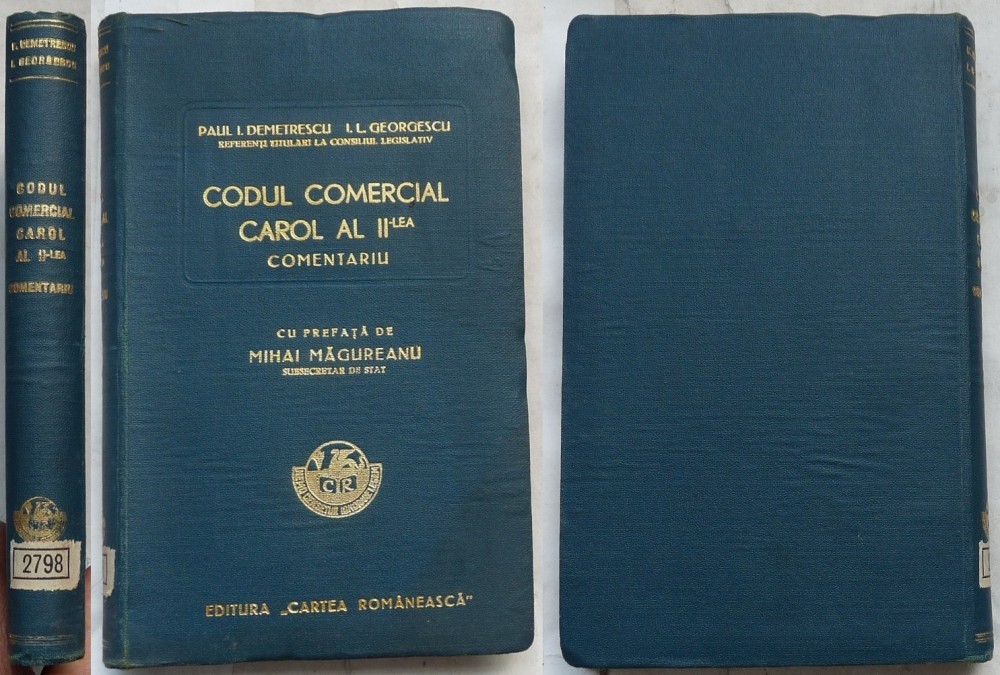 P. DEMETRESCU
I. GEORGESCU
CODUL
COMERCIAL
CAROL
AL II-LEA
COMENTARIU
2798
PAUL I. DEMETRESCU I. L. GEORGESCU
REFERENȚI TITULARI LA CONSILIUL LEGISLATIV
CODUL COMERCIAL
CAROL AL II-LEA
COMENTARIU
CU PREFAȚĂ DE
MIHAI MĂGUREANU
SUBSECRETAR DE STAT
C R
EDITURA „CARTEA ROMÂNEASCĂ"